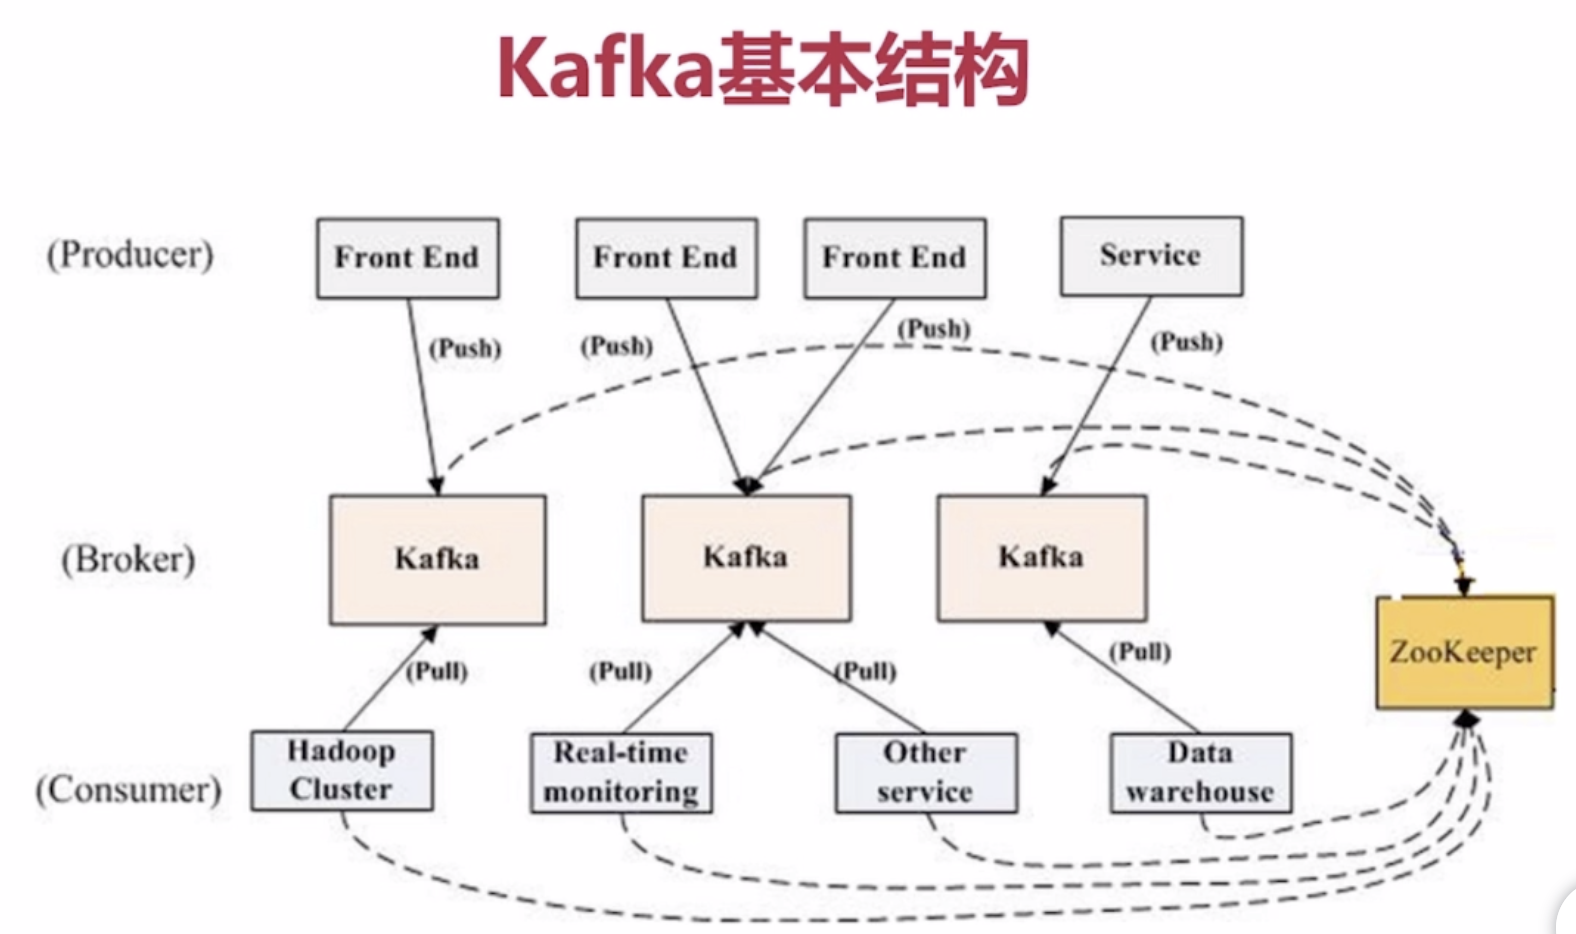 Kafka基本结构
(Producer)
Front End
Front End
Front End
Service
(Push)
(Push)
(Push)
(Push)
(Broker)
Kafka
Kafka
Kafka
ZooKeeper
(Pull)
(Pull)
(Pull)
(Pull)
(Consumer)
Hadoop
Cluster
Real-time
monitoring
Other
service
Data
warehouse